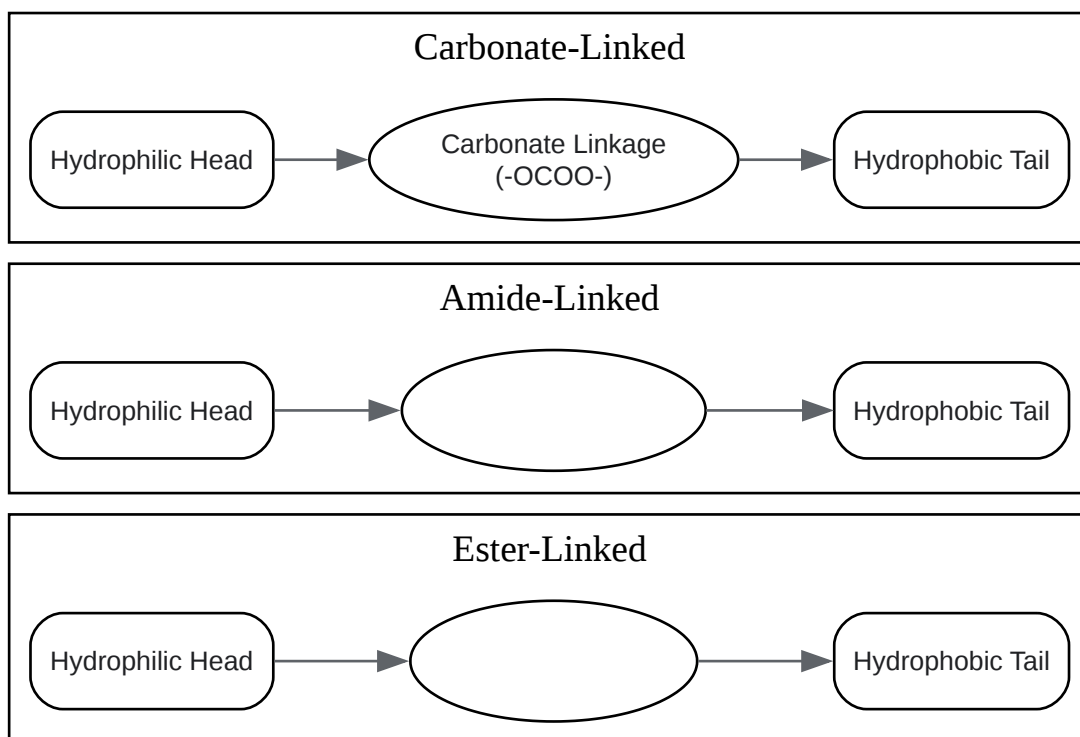 Carbonate-Linked
Hydrophilic Head
Carbonate Linkage
(-OCOO-)
Hydrophobic Tail
Amide-Linked
Hydrophilic Head
Hydrophobic Tail
Ester-Linked
Hydrophilic Head
Hydrophobic Tail